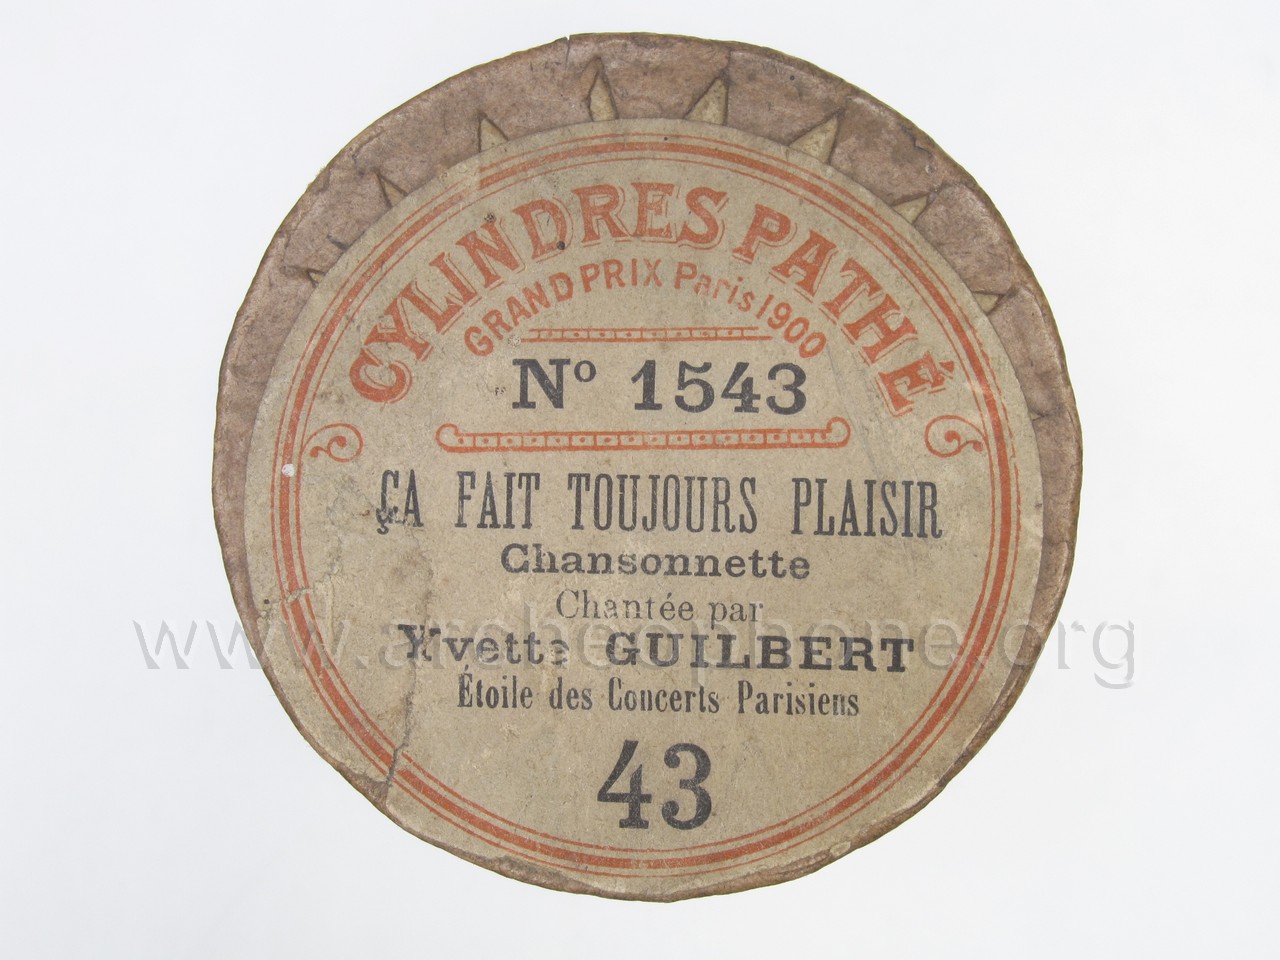 CYLINDRES PATHÉ
GRAND PRIX Paris 1900
Nº 1543
ÇA FAIT TOUJOURS PLAISIR
Chansonnette
Chantée par
www.archeophone.org
Yvette GUILBERT
Étoile des Concerts Parisiens
43